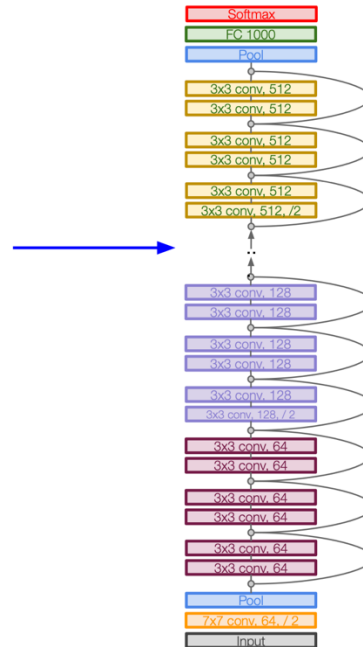 Softmax
FC 1000
Pool
3x3 conv, 512
3x3 conv, 512
3x3 conv, 512
3x3 conv, 512
3x3 conv, 512
3x3 conv, 512, /2
..
3x3 conv, 128
3x3 conv, 128
3x3 conv, 128
3x3 conv, 128
3x3 conv, 128
3x3 conv, 128, / 2
3x3 conv, 64
3x3 conv, 64
3x3 conv, 64
3x3 conv, 64
3x3 conv, 64
3x3 conv, 64
Pool
7x7 conv, 64, / 2
Input